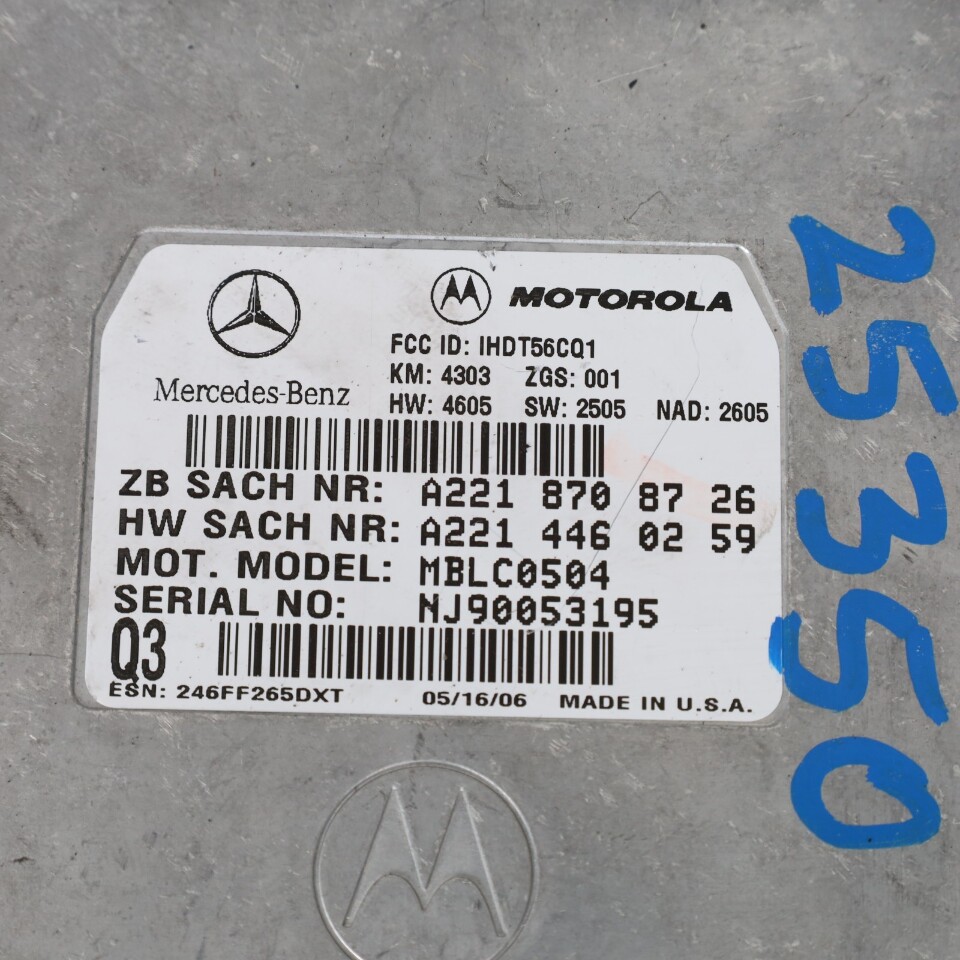 MOTOROLA
Mercedes-Benz
FCC ID: IHDT56CQ1
KM: 4303 ZGS: 001
HW: 4605 SW: 2505 NAD: 2605
ZB SACH NR: A221 870 87 26
HW SACH NR: A221 446 02 59
MOT. MODEL: MBLC0504
SERIAL NO: NJ90053195
Q3
ESN: 246FF265DXT 05/16/06 MADE IN U.S.A.
25350